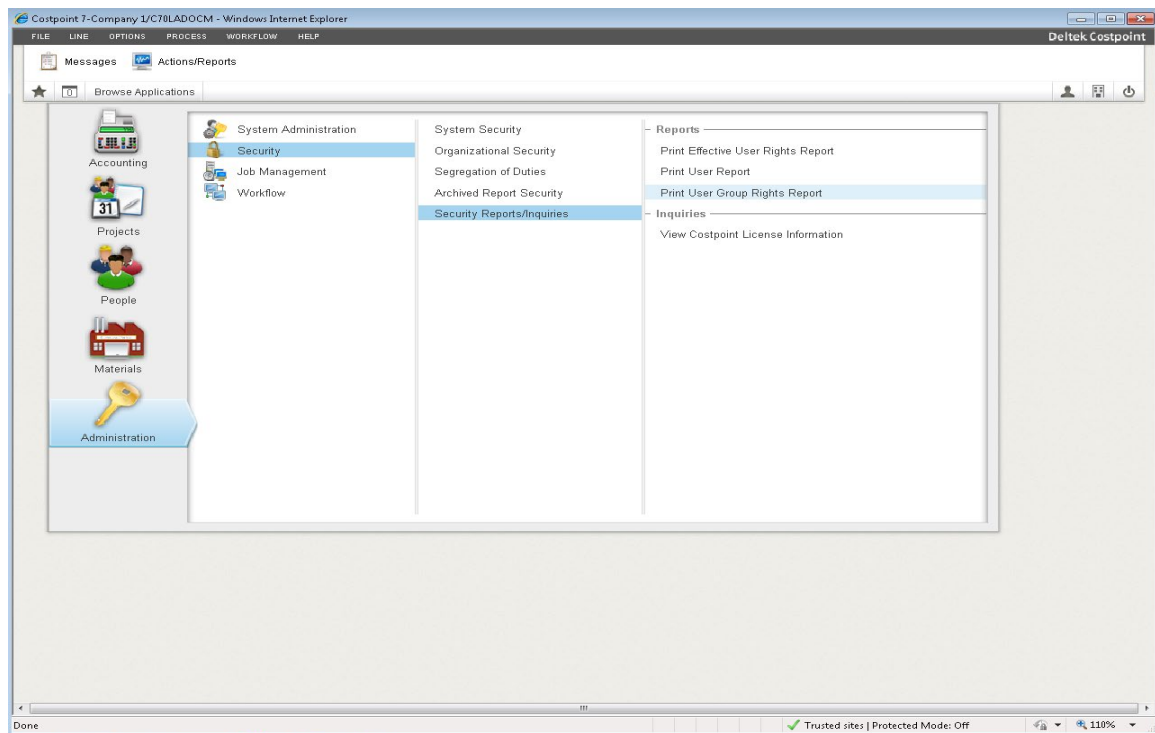 Costpoint 7-Company 1/C70LADOCM - Windows Internet Explorer
FILE LINE OPTIONS PROCESS WORKFLOW HELP Deltek Costpoint
Messages Actions/Reports
0 Browse Applications
Accounting
31
Projects
People
Materials
Administration
System Administration
Security
Job Management
Workflow
System Security
Organizational Security
Segregation of Duties
Archived Report Security
Security Reports/Inquiries
Reports
Print Effective User Rights Report
Print User Report
Print User Group Rights Report
Inquiries
View Costpoint License Information
Done Trusted sites | Protected Mode: Off 110%